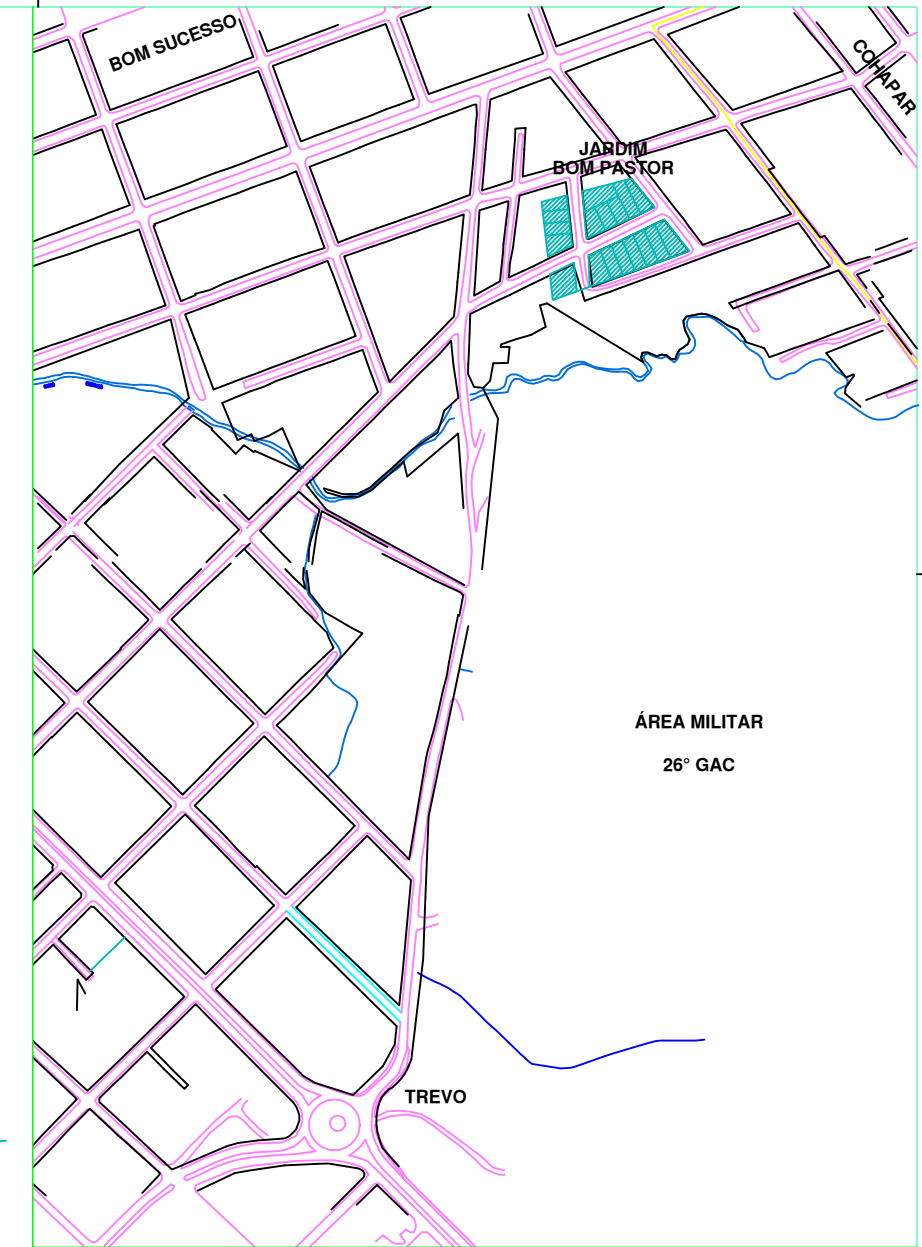 BOM SUCESSO
COHAPAR
JARDIM
BOM PASTOR
ÁREA MILITAR
26° GAC
TREVO